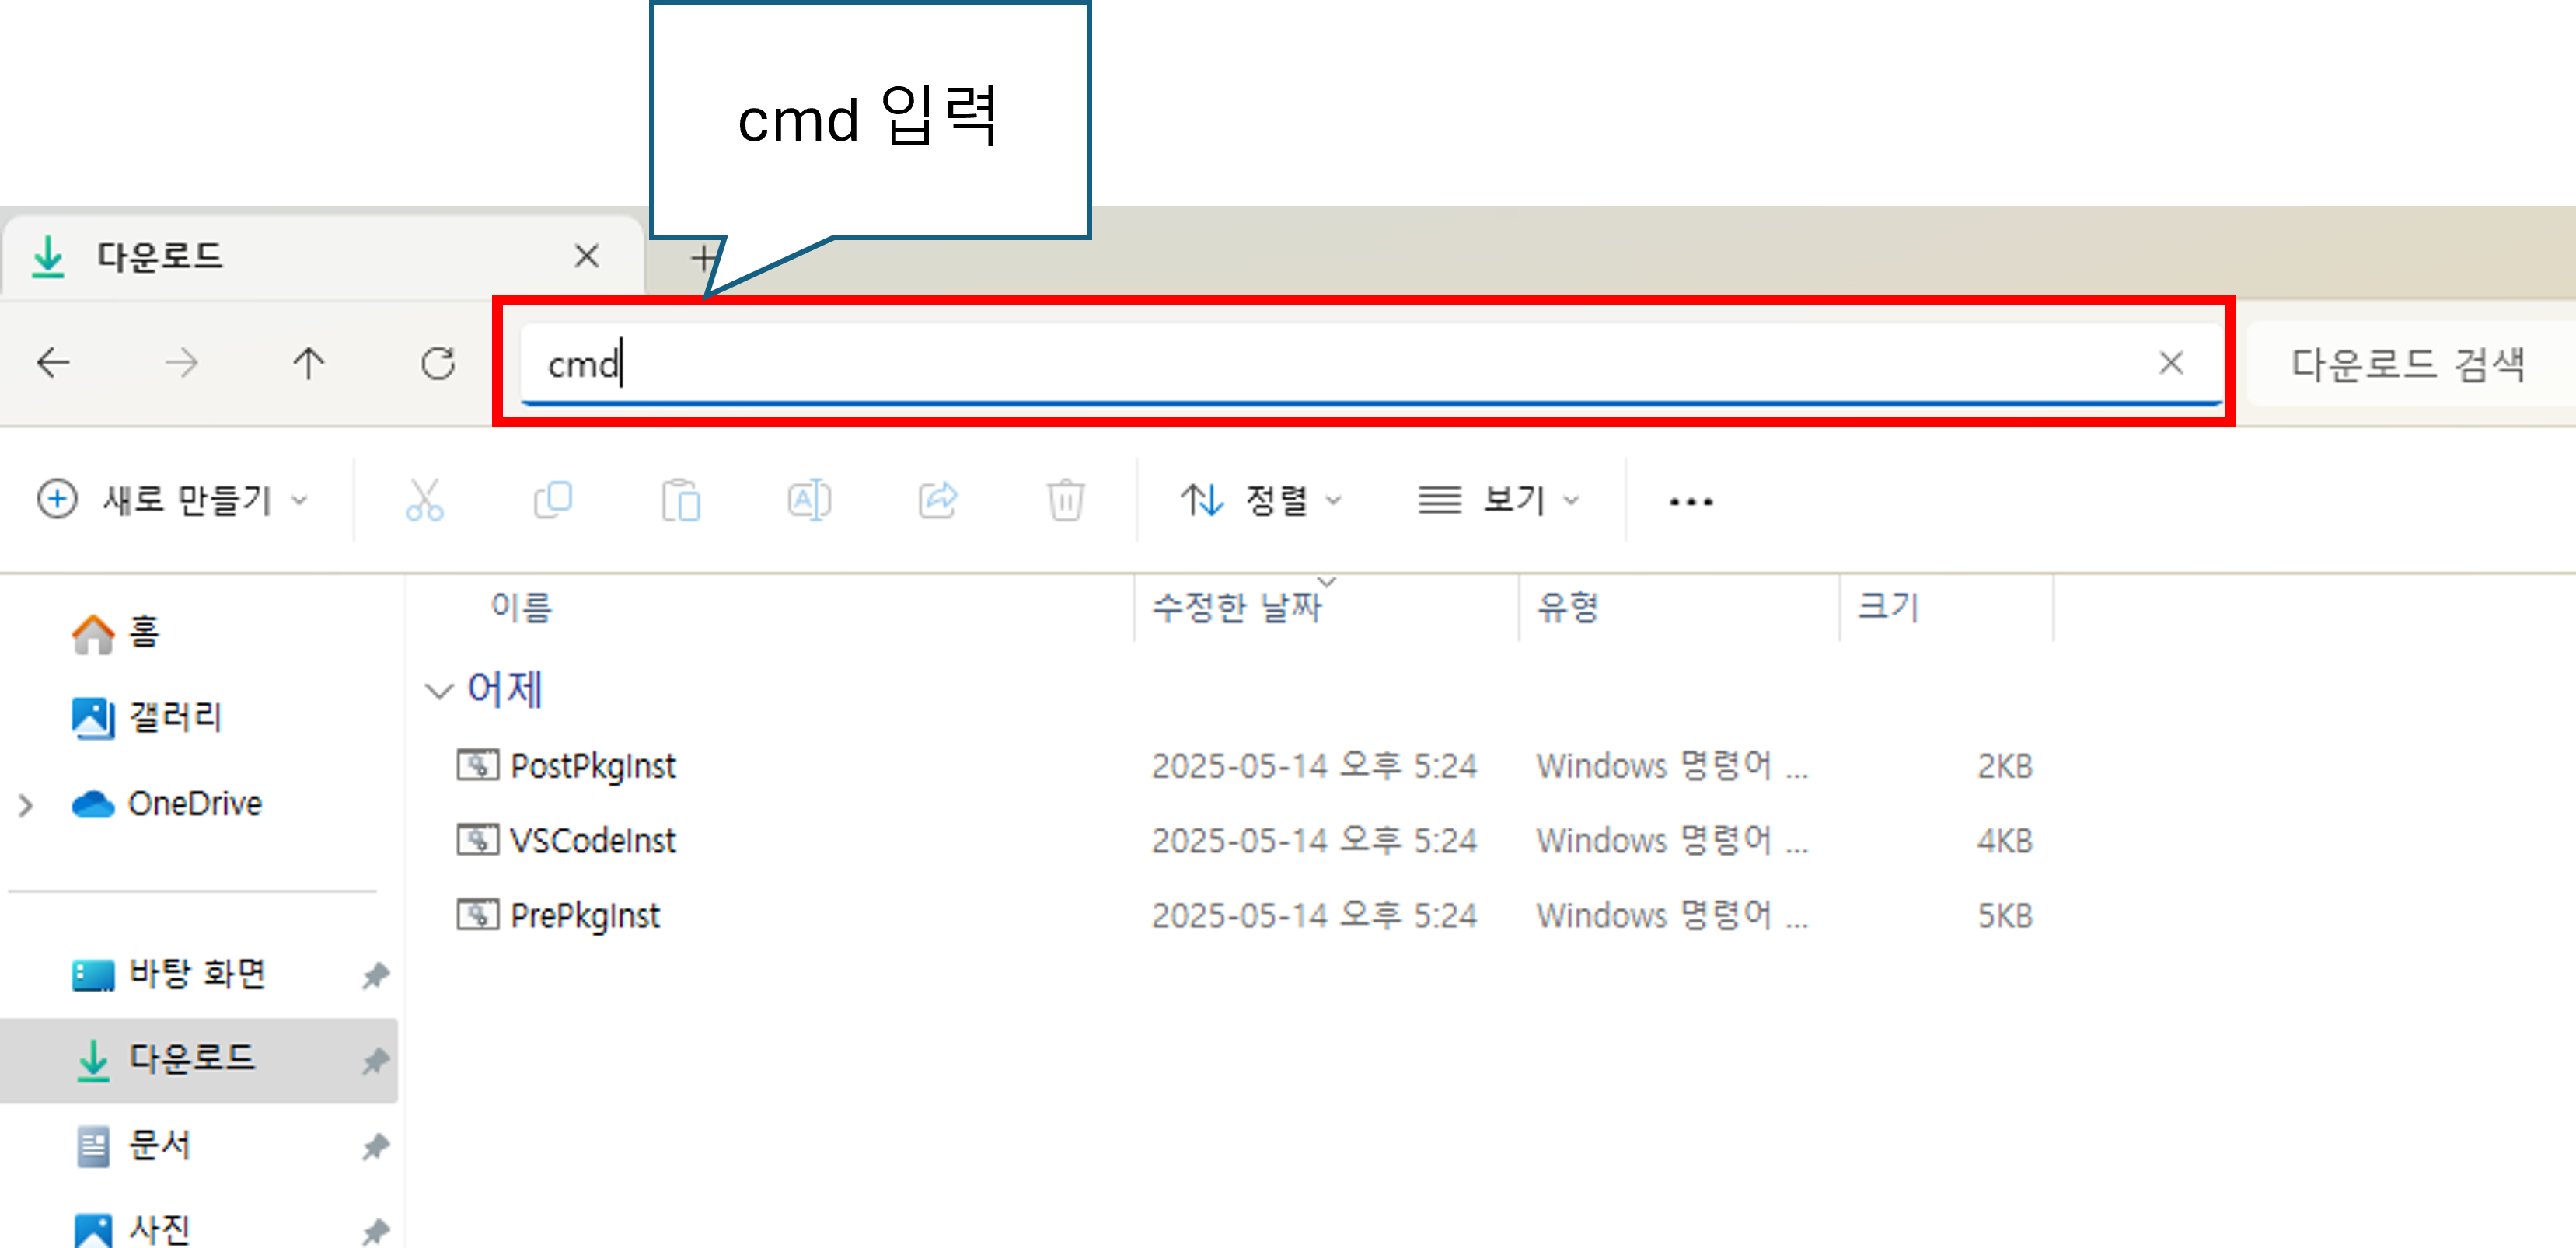 cmd 입력
다운로드
cmd
다운로드 검색
새로 만들기
정렬
보기
이름 수정한 날짜 유형 크기
홈
갤러리
OneDrive
바탕 화면
다운로드
문서
사진
어제
PostPkgInst 2025-05-14 오후 5:24 Windows 명령어 ... 2KB
VSCodeInst 2025-05-14 오후 5:24 Windows 명령어 ... 4KB
PrePkgInst 2025-05-14 오후 5:24 Windows 명령어 ... 5KB